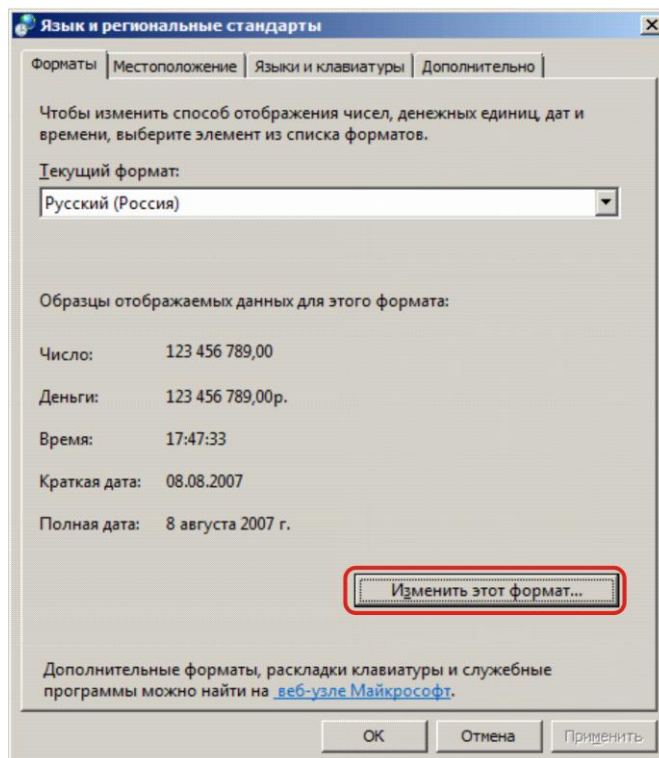 Язык и региональные стандарты
Форматы Местоположение Языки и клавиатуры Дополнительно
Чтобы изменить способ отображения чисел, денежных единиц, дат и
времени, выберите элемент из списка форматов.
Текущий формат:
Русский (Россия)
Образцы отображаемых данных для этого формата:
Число: 123 456 789,00
Деньги: 123 456 789,00р.
Время: 17:47:33
Краткая дата: 08.08.2007
Полная дата: 8 августа 2007 г.
Изменить этот формат...
Дополнительные форматы, раскладки клавиатуры и служебные
программы можно найти на веб-узле Майкрософт.
ОК Отмена Применить